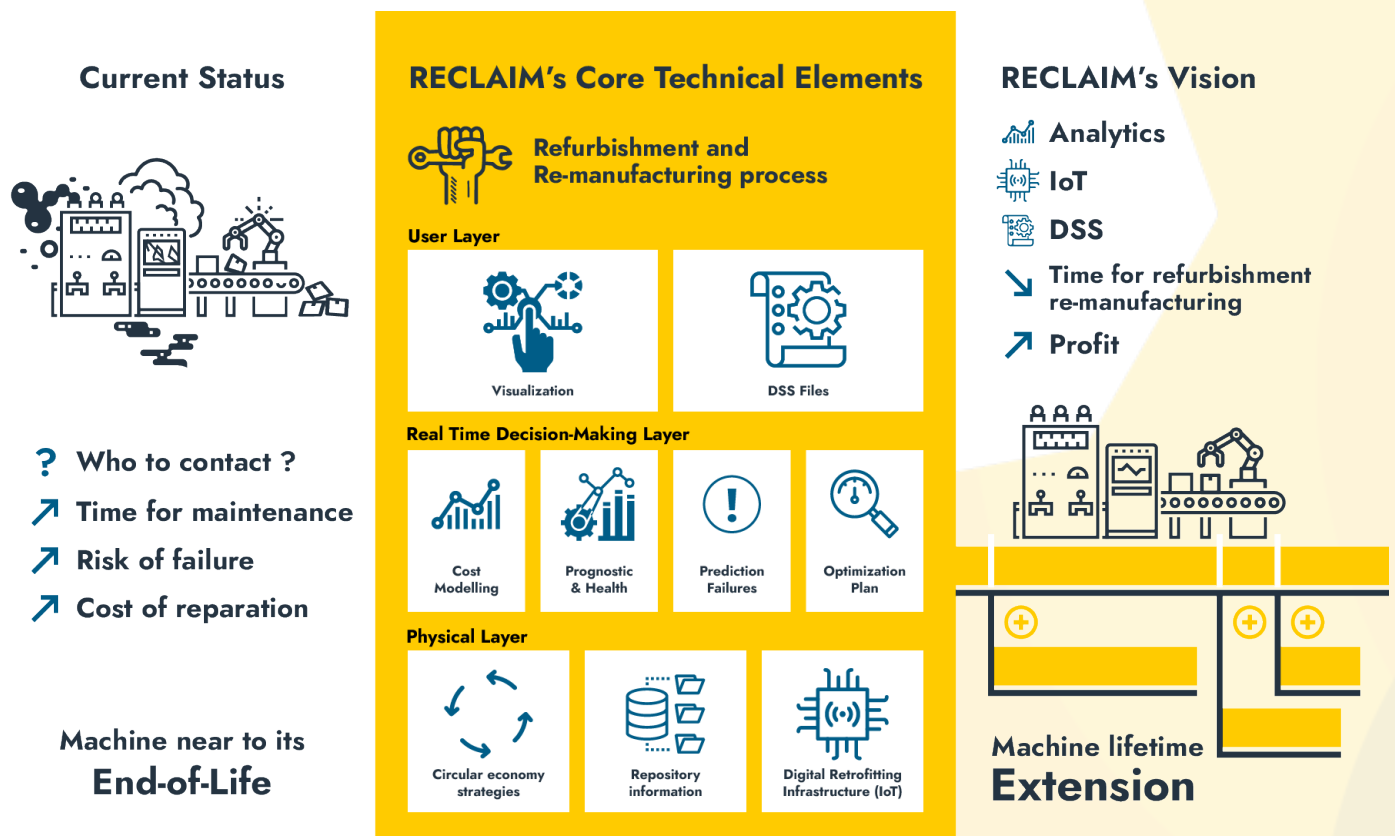 Current Status
Who to contact ?
Time for maintenance
Risk of failure
Cost of reparation
Machine near to its
End-of-Life
RECLAIM's Core Technical Elements
Refurbishment and
Re-manufacturing process
User Layer
Visualization
DSS Files
Real Time Decision-Making Layer
Cost
Modelling
Prognostic
& Health
Prediction
Failures
Optimization
Plan
Physical Layer
Circular economy
strategies
Repository
information
Digital Retrofitting
Infrastructure (IoT)
RECLAIM's Vision
Analytics
IoT
DSS
Time for refurbishment
re-manufacturing
Profit
Machine lifetime
Extension